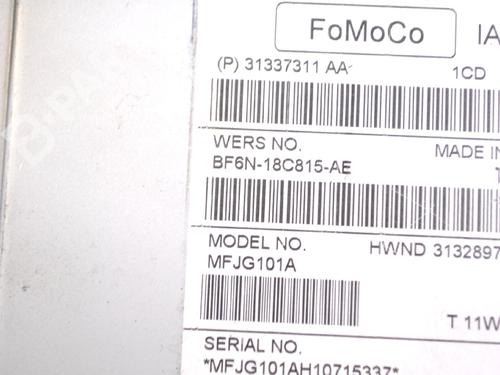 FoMoCo IA
(P) 31337311 AA 1CD
WERS NO. MADE IN
BF6N-18C815-AE
MODEL NO. HWND 3132897
MFJG101A
T 11W
SERIAL NO.
*MFJG101AH10715337*